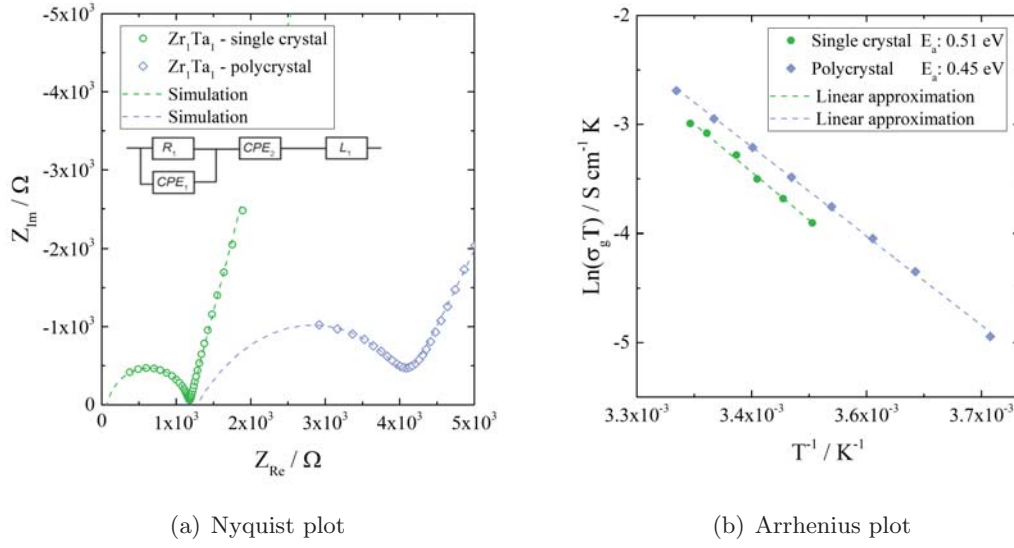 -5x10³
-4x10³
-3x10³
-2x10³
-1x10³
0
Z_Im / Ω
Zr₁Ta₁ - single crystal
Zr₁Ta₁ - polycrystal
Simulation
Simulation
R₁
CPE₁
CPE₂
L₁
0
1x10³
2x10³
3x10³
4x10³
5x10³
Z_Re / Ω
(a) Nyquist plot
-2
-3
-4
-5
Ln(σ_gT) / S cm⁻¹ K
Single crystal E_a: 0.51 eV
Polycrystal E_a: 0.45 eV
Linear approximation
Linear approximation
3.3x10⁻³
3.4x10⁻³
3.6x10⁻³
3.7x10⁻³
T⁻¹ / K⁻¹
(b) Arrhenius plot